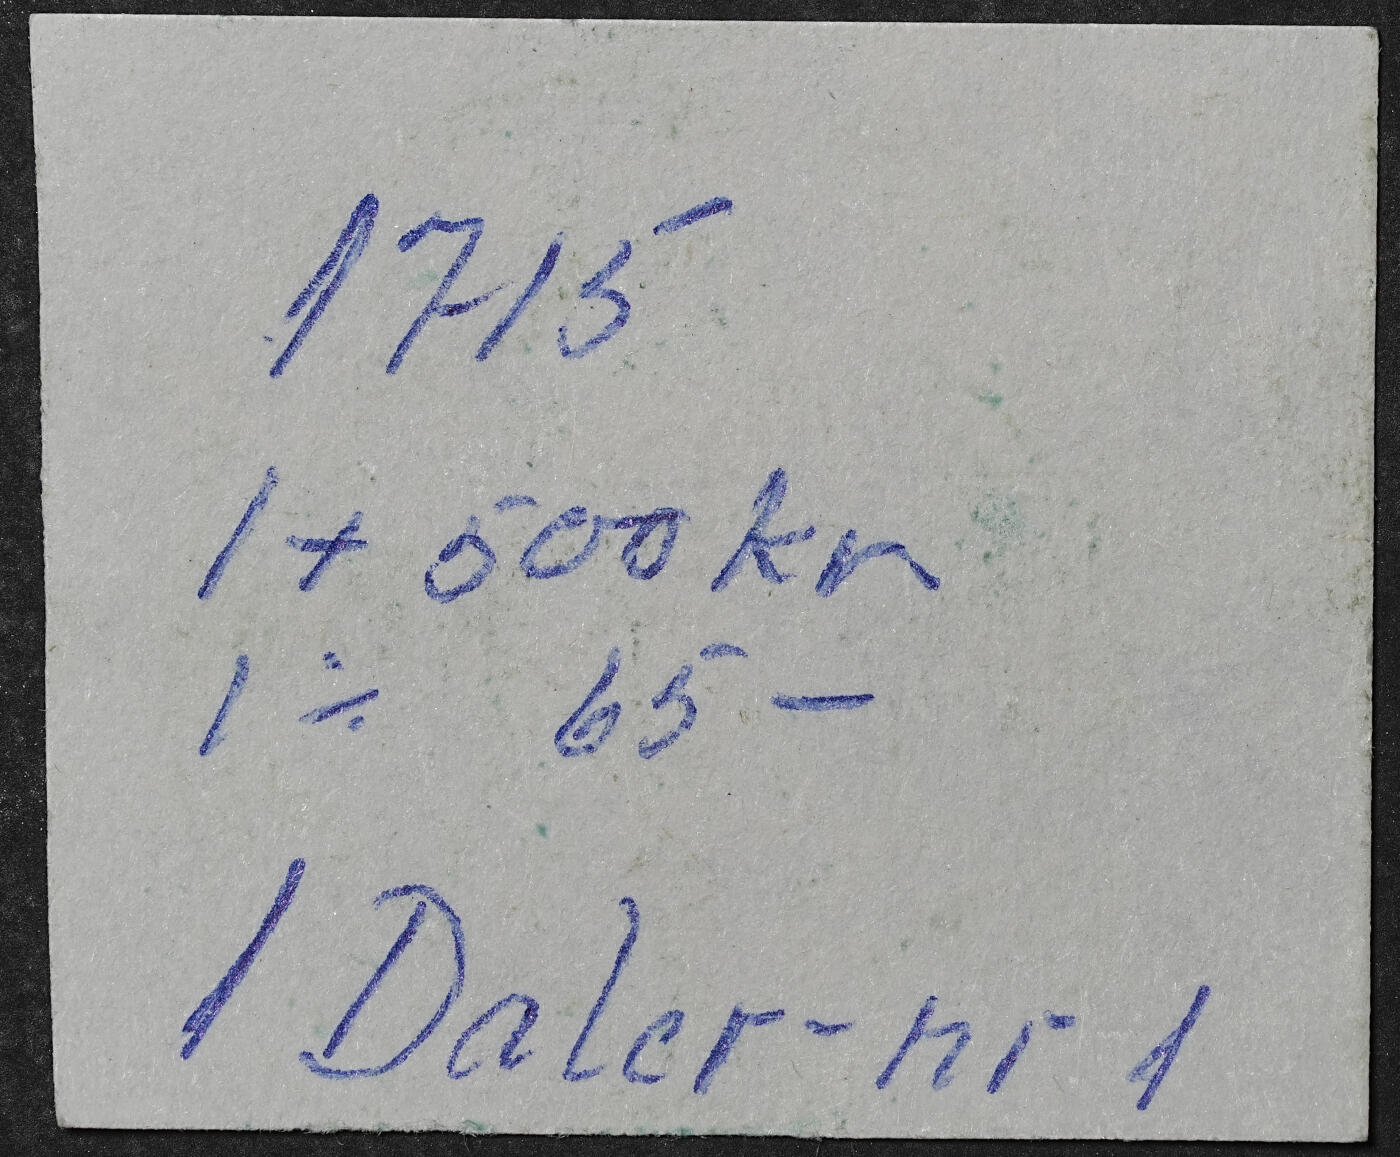 1715
1+ 500 kr
1 ÷ 65 —
1 Daler - nr 1